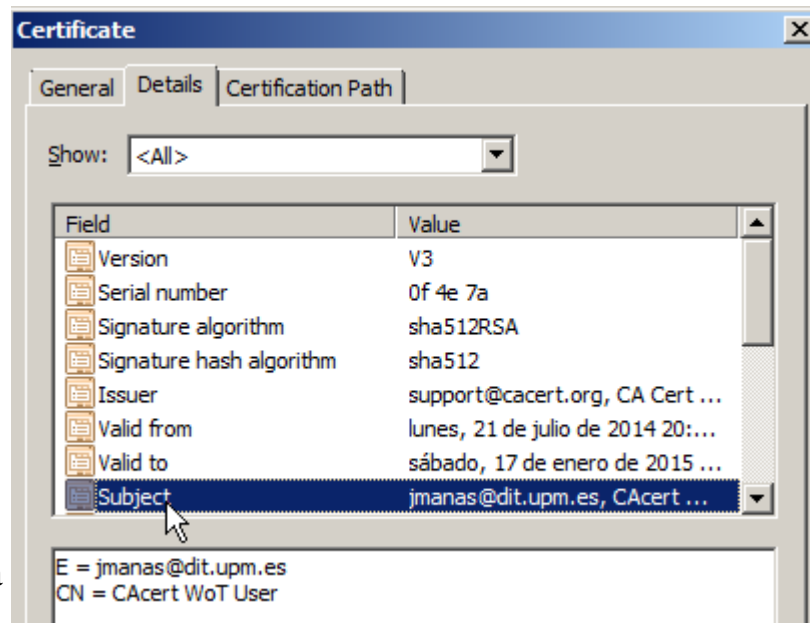 Certificate
General Details Certification Path
Show: <All>
Field Value
Version V3
Serial number 0f 4e 7a
Signature algorithm sha512RSA
Signature hash algorithm sha512
Issuer support@cacert.org, CA Cert ...
Valid from lunes, 21 de julio de 2014 20:...
Valid to sábado, 17 de enero de 2015 ...
Subject jmanas@dit.upm.es, CAcert ...
E = jmanas@dit.upm.es
CN = CAcert WoT User